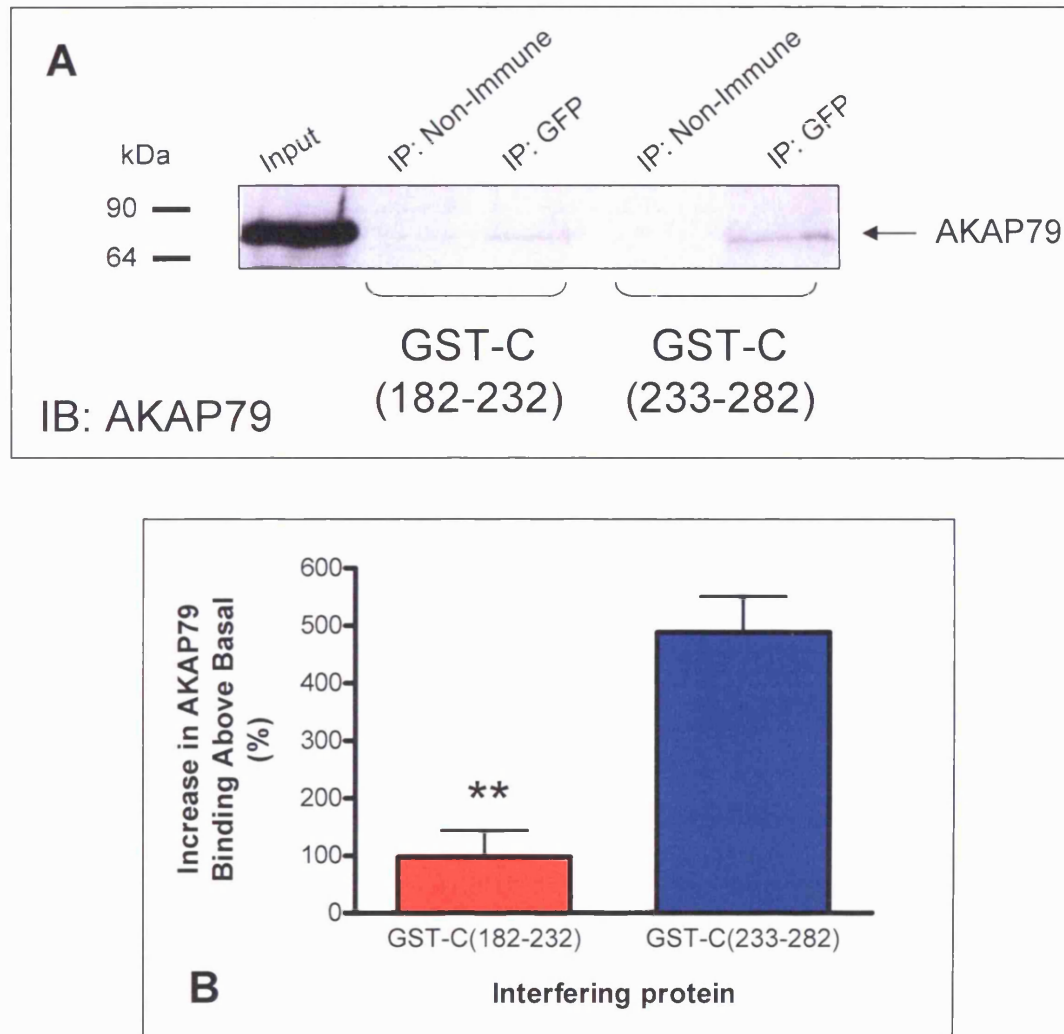 A
kDa
Input
IP: Non-Immune
IP: GFP
IP: Non-Immune
IP: GFP
90
64
AKAP79
GST-C
(182-232)
GST-C
(233-282)
IB: AKAP79
Increase in AKAP79
Binding Above Basal
(%)
600
500
400
300
200
100
0
**
GST-C(182-232)
GST-C(233-282)
B
Interfering protein